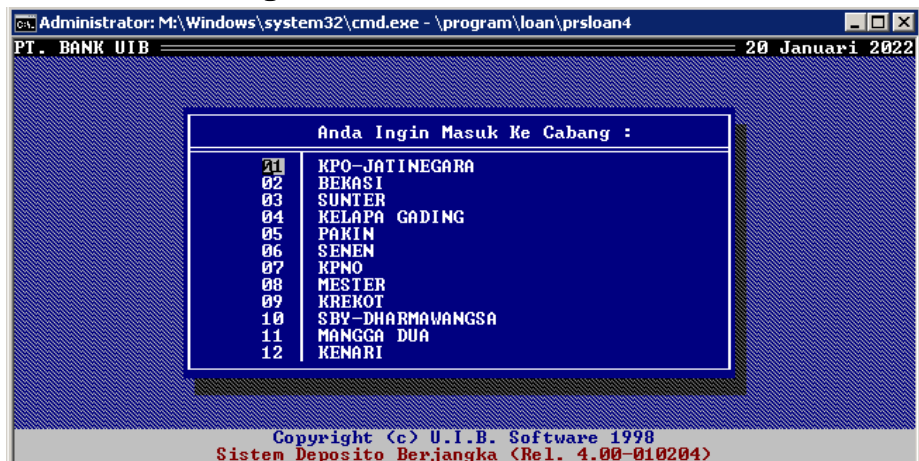 Administrator: M:\Windows\system32\cmd.exe - \program\loan\prsloan4
PT. BANK UIB 20 Januari 2022
Anda Ingin Masuk Ke Cabang :
01 KPO-JATINEGARA
02 BEKASI
03 SUNTER
04 KELAPA GADING
05 PAKIN
06 SENEN
07 KPNO
08 MESTER
09 KREKOT
10 SBY-DHARMAWANGSA
11 MANGGA DUA
12 KENARI
Copyright (c) U.I.B. Software 1998
Sistem Deposito Berjangka (Rel. 4.00-010204)